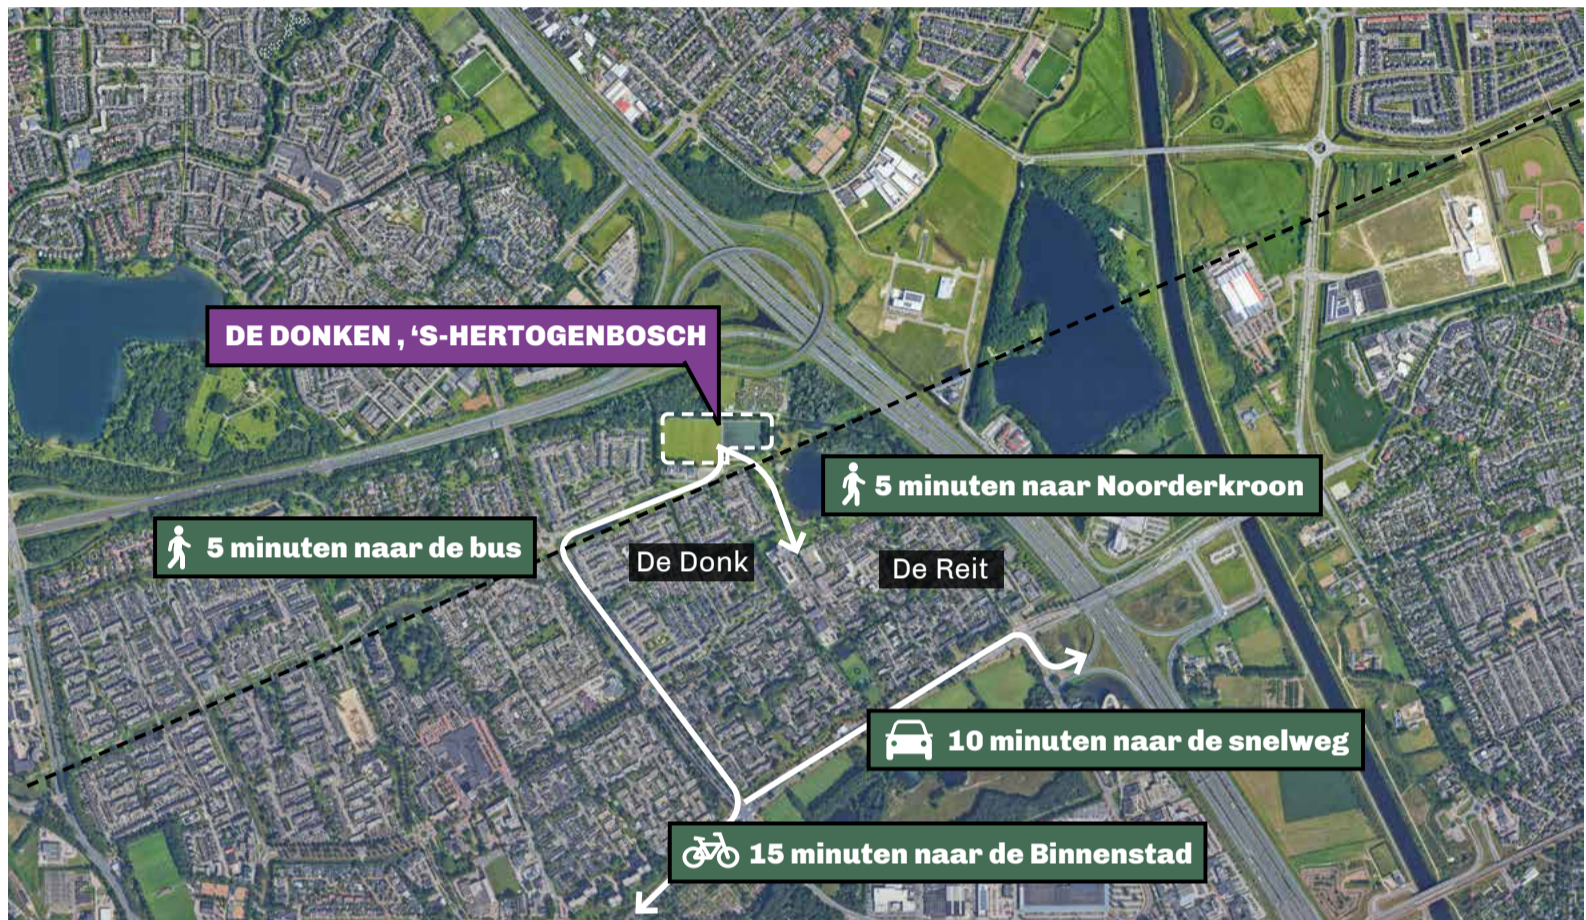 DE DONKEN , ‘S-HERTOGENBOSCH
5 minuten naar Noorderkroon
5 minuten naar de bus
De Donk
De Reit
10 minuten naar de snelweg
15 minuten naar de Binnenstad